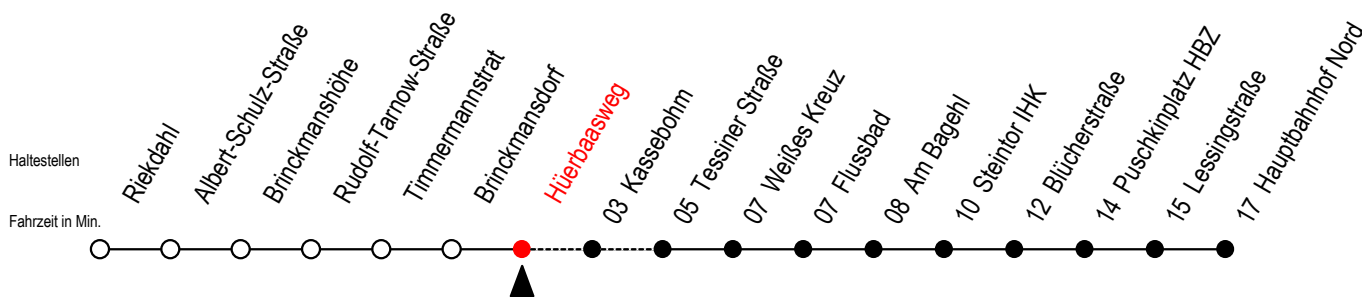 Haltestellen
Riekdahl
Albert-Schulz-Straße
Brinckmanshöhe
Rudolf-Tarnow-Straße
Timmermannstrat
Brinckmansdorf
Hüerbaasweg
03 Kassebohm
05 Tessiner Straße
07 Weißes Kreuz
07 Flussbad
08 Am Bagehl
10 Steintor IHK
12 Blücherstraße
14 Puschkinplatz HBZ
15 Lessingstraße
17 Hauptbahnhof Nord
Fahrzeit in Min.